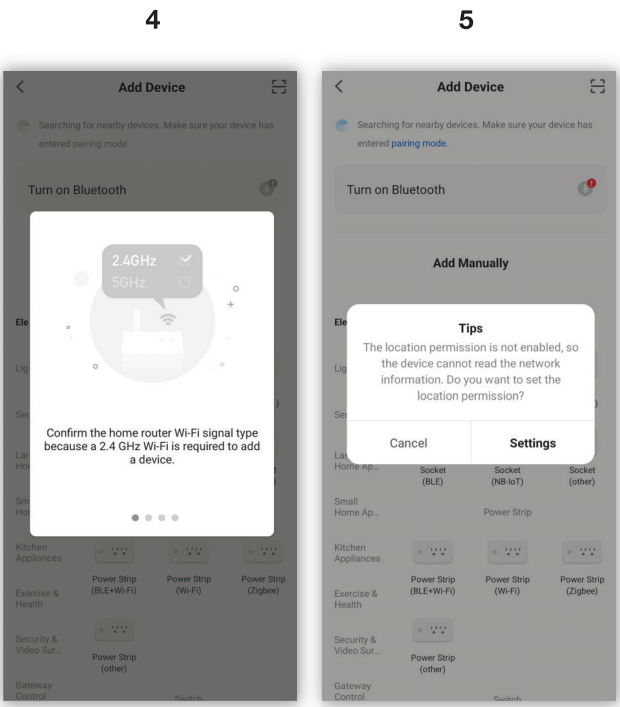 4
5
Add Device
Searching for nearby devices. Make sure your device has
entered pairing mode.
Turn on Bluetooth
2.4GHz
5GHz
Ele
Lig
Confirm the home router Wi-Fi signal type
because a 2.4 GHz Wi-Fi is required to add
a device.
Kitchen
Appliances
Power Strip
(BLE+Wi-Fi)
Power Strip
(Wi-Fi)
Power Strip
(Zigbee)
Exercise &
Health
Security &
Video Sur...
Power Strip
(other)
Gateway
Control
Switch
Add Device
Searching for nearby devices. Make sure your device has
entered pairing mode.
Turn on Bluetooth
Add Manually
Ele
Lig
Tips
The location permission is not enabled, so
the device cannot read the network
information. Do you want to set the
location permission?
Cancel
Settings
Home Ap...
Socket
(BLE)
Socket
(NB-IoT)
Socket
(other)
Small
Home Ap...
Power Strip
Kitchen
Appliances
Power Strip
(BLE+Wi-Fi)
Power Strip
(Wi-Fi)
Power Strip
(Zigbee)
Exercise &
Health
Security &
Video Sur...
Power Strip
(other)
Gateway
Control
Switch